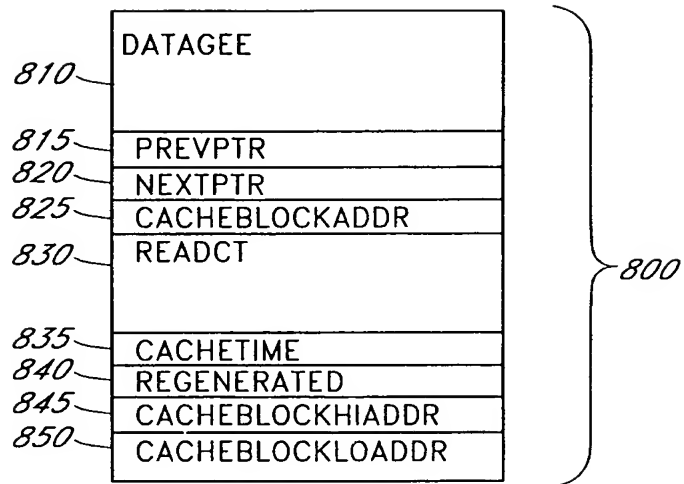 DATAGEE
810
815 PREVPTR
820 NEXTPTR
825 CACHEBLOCKADDR
830 READCT
800
835 CACHETIME
840 REGENERATED
845 CACHEBLOCKHIADDR
850 CACHEBLOCKLOADDR